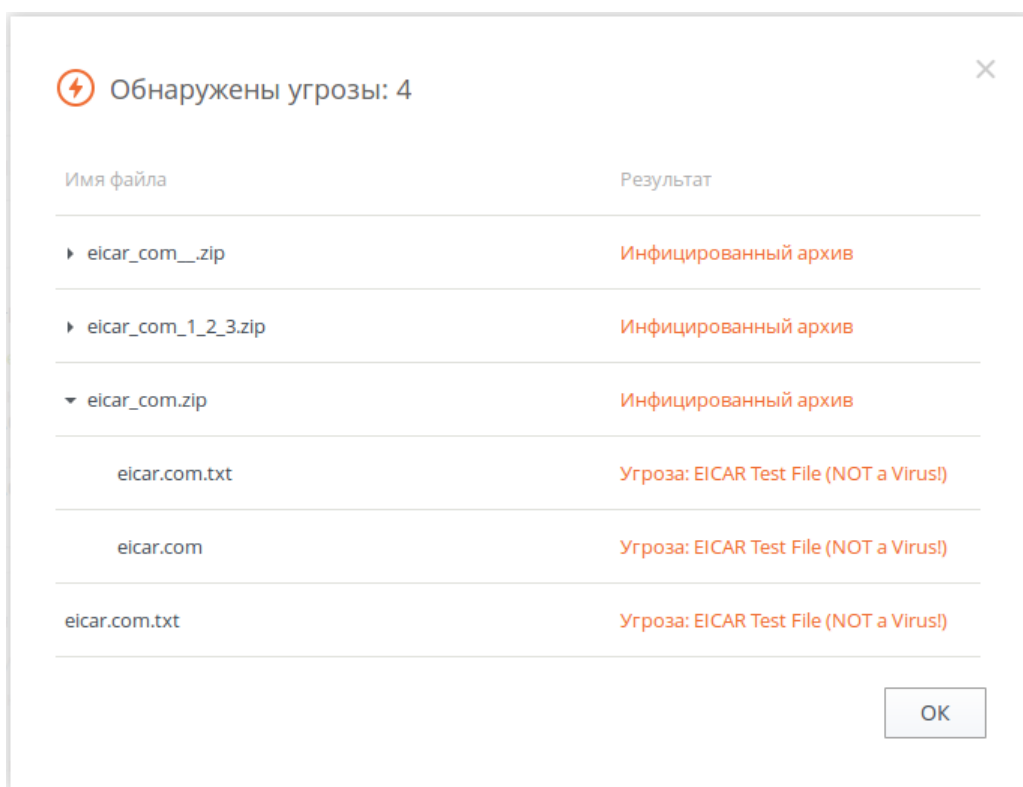 Обнаружены угрозы: 4
Имя файла Результат
eicar_com__.zip Инфицированный архив
eicar_com_1_2_3.zip Инфицированный архив
eicar_com.zip Инфицированный архив
eicar.com.txt Угроза: EICAR Test File (NOT a Virus!)
eicar.com Угроза: EICAR Test File (NOT a Virus!)
eicar.com.txt Угроза: EICAR Test File (NOT a Virus!)
ОК